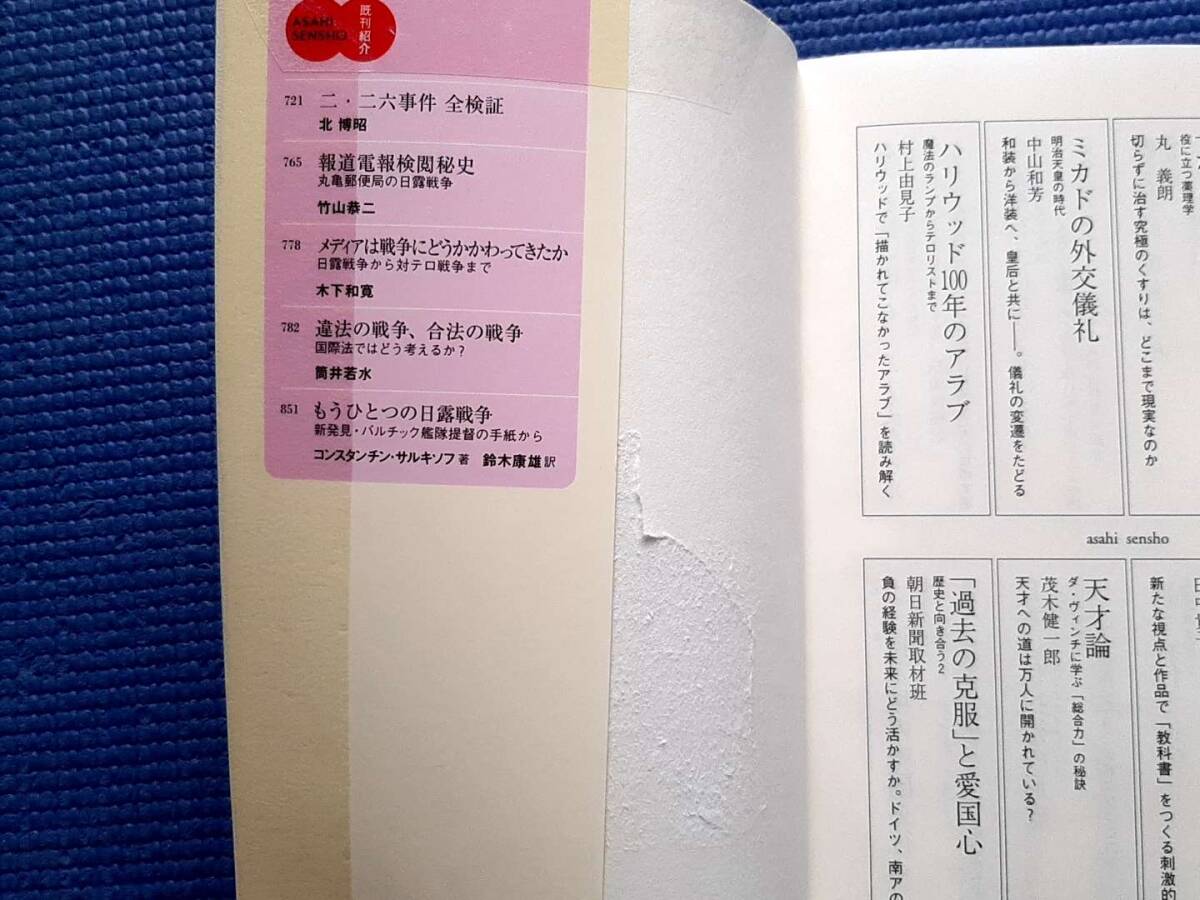 ASAHI
SENSHO
既刊紹介
721 二・二六事件 全検証
北 博昭
765 報道電報検閲秘史
丸亀郵便局の日露戦争
竹山恭二
778 メディアは戦争にどうかかわってきたか
日露戦争から対テロ戦争まで
木下和寛
782 違法の戦争、合法の戦争
国際法ではどう考えるか?
筒井若水
851 もうひとつの日露戦争
新発見・バルチック艦隊提督の手紙から
コンスタンチン・サルキソフ 著 鈴木康雄 訳
役に立つ薬理学
丸 義朗
切らずに治す究極のくすりは、どこまで現実なのか
ミカドの外交儀礼
明治天皇の時代
中山和芳
和装から洋装へ、皇后と共に――。儀礼の変遷をたどる
ハリウッド100年のアラブ
魔法のランプからテロリストまで
村上由見子
ハリウッドで「描かれてこなかったアラブ」を読み解く
asahi sensho
新たな視点と作品で「教科書」をつくる刺激的
天才論
ダ・ヴィンチに学ぶ「総合力」の秘訣
茂木健一郎
天才への道は万人に開かれている?
「過去の克服」と愛国心
歴史と向き合う2
朝日新聞取材班
負の経験を未来にどう活かすか。ドイツ、南アの